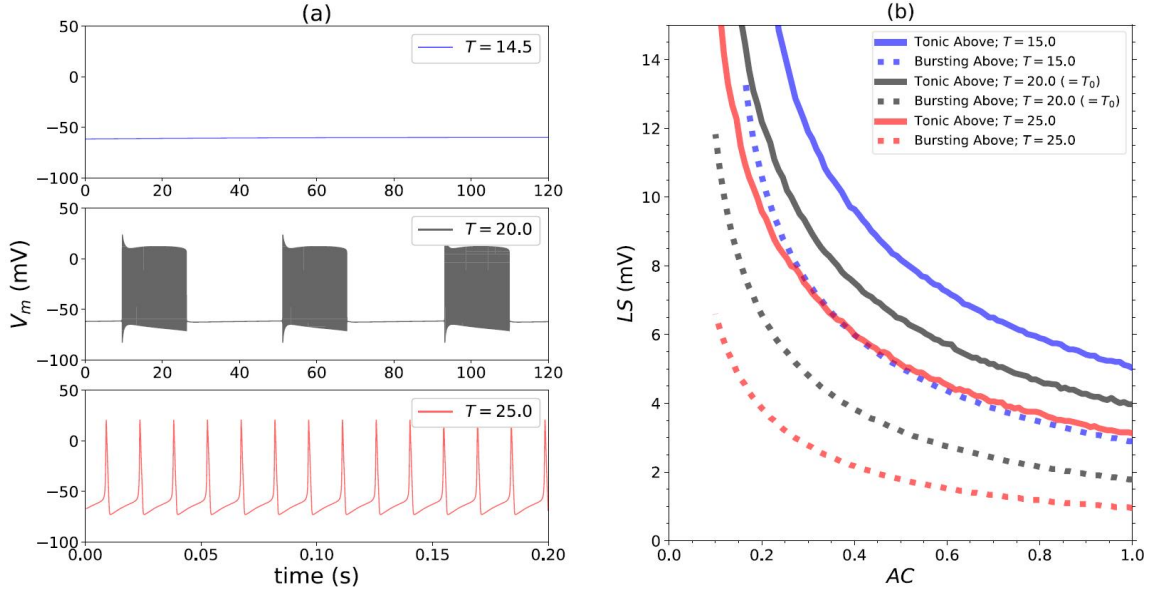 (a)
50
0
−50
−100
T = 14.5
0 20 40 60 80 100 120
50
0
−50
−100
T = 20.0
0 20 40 60 80 100 120
50
0
−50
−100
T = 25.0
0.00 0.05 0.10 0.15 0.20
V_m (mV)
time (s)
(b)
14
12
10
8
6
4
2
0
Tonic Above; T = 15.0
Bursting Above; T = 15.0
Tonic Above; T = 20.0 (= T_0)
Bursting Above; T = 20.0 (= T_0)
Tonic Above; T = 25.0
Bursting Above; T = 25.0
0.0 0.2 0.4 0.6 0.8 1.0
LS (mV)
AC